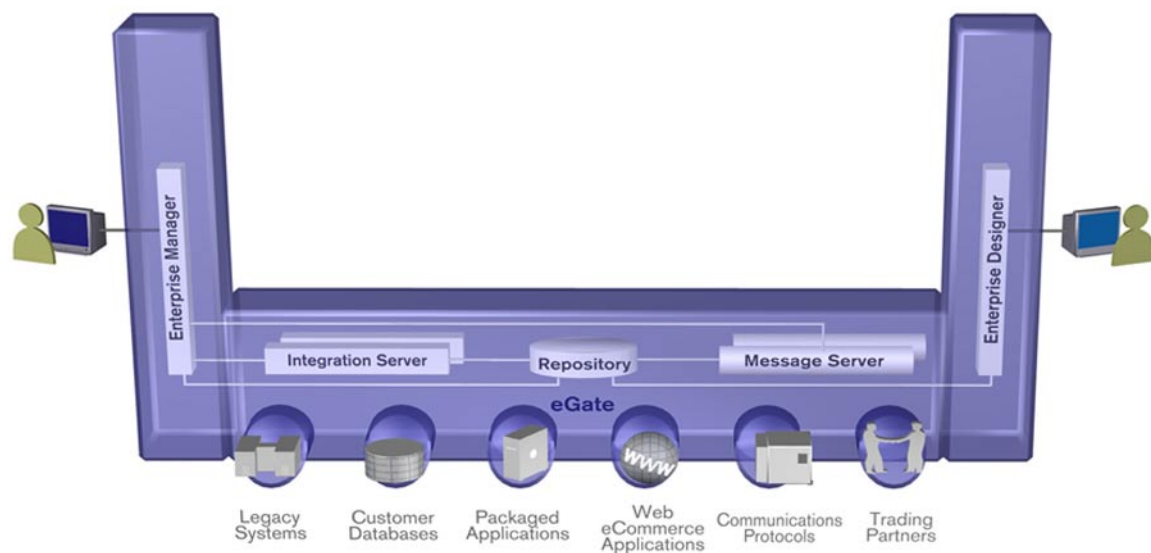 Enterprise Manager
Enterprise Designer
Integration Server
Repository
Message Server
eGate
www
Legacy
Systems
Customer
Databases
Packaged
Applications
Web
eCommerce
Applications
Communications
Protocols
Trading
Partners